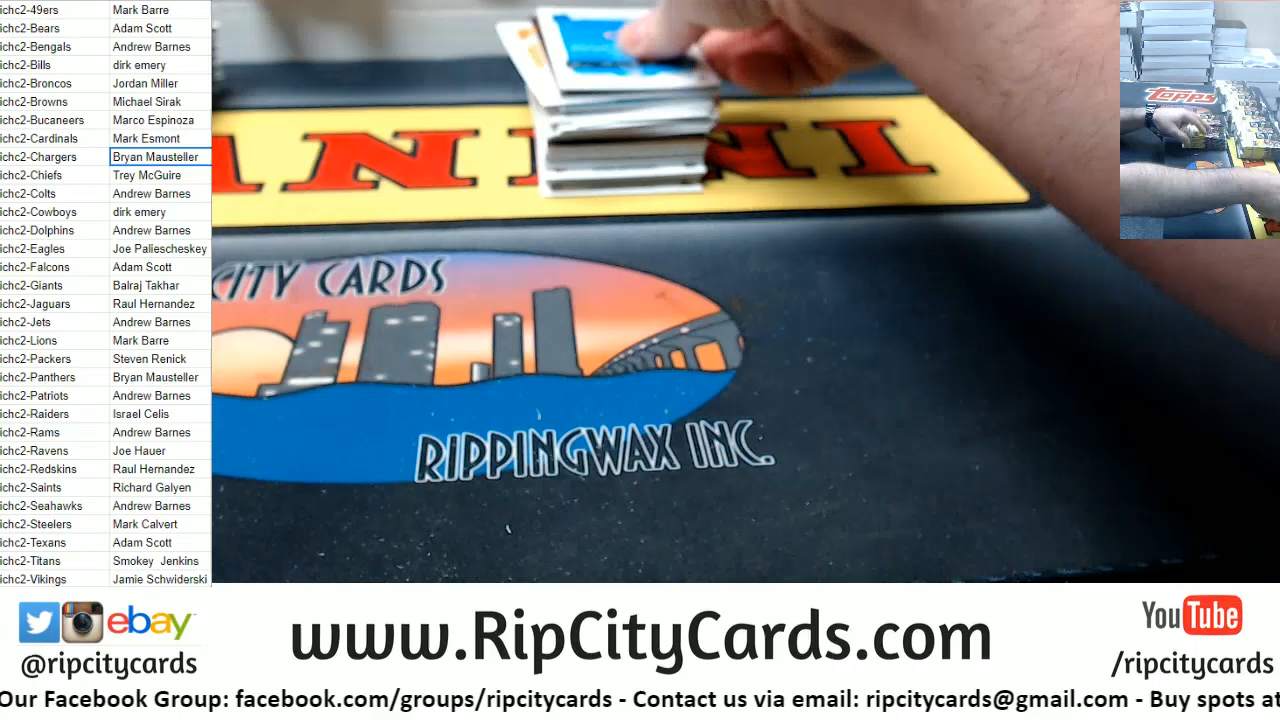 ichc2-49ers Mark Barre
ichc2-Bears Adam Scott
ichc2-Bengals Andrew Barnes
ichc2-Bills dirk emery
ichc2-Broncos Jordan Miller
ichc2-Browns Michael Sirak
ichc2-Bucaneers Marco Espinoza
ichc2-Cardinals Mark Esmont
ichc2-Chargers Bryan Mausteller
ichc2-Chiefs Trey McGuire
ichc2-Colts Andrew Barnes
ichc2-Cowboys dirk emery
ichc2-Dolphins Andrew Barnes
ichc2-Eagles Joe Paliescheskey
ichc2-Falcons Adam Scott
ichc2-Giants Balraj Takhar
ichc2-Jaguars Raul Hernandez
ichc2-Jets Andrew Barnes
ichc2-Lions Mark Barre
ichc2-Packers Steven Renick
ichc2-Panthers Bryan Mausteller
ichc2-Patriots Andrew Barnes
ichc2-Raiders Israel Celis
ichc2-Rams Andrew Barnes
ichc2-Ravens Joe Hauer
ichc2-Redskins Raul Hernandez
ichc2-Saints Richard Galyen
ichc2-Seahawks Andrew Barnes
ichc2-Steelers Mark Calvert
ichc2-Texans Adam Scott
ichc2-Titans Smokey Jenkins
ichc2-Vikings Jamie Schwiderski
ANINI
CITY CARDS
RIPPINGWAX INC.
TOPPS
ebay
@ripcitycards
www.RipCityCards.com
YouTube
/ripcitycards
Our Facebook Group: facebook.com/groups/ripcitycards - Contact us via email: ripcitycards@gmail.com - Buy spots at